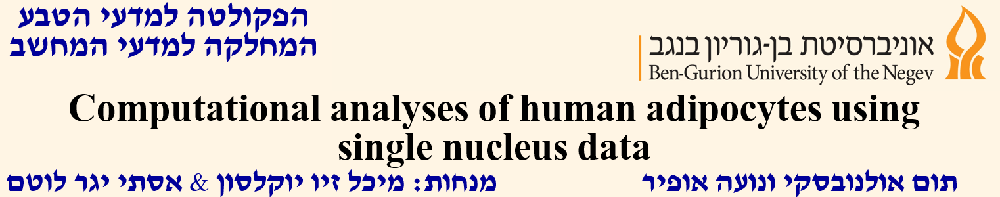 הפקולטה למדעי הטבע
המחלקה למדעי המחשב
אוניברסיטת בן-גוריון בנגב
Ben-Gurion University of the Negev
Computational analyses of human adipocytes using
single nucleus data
תום אולנובסקי ונועה אופיר
מנחות: מיכל זיו יוקלסון & אסתי יגר לוטם